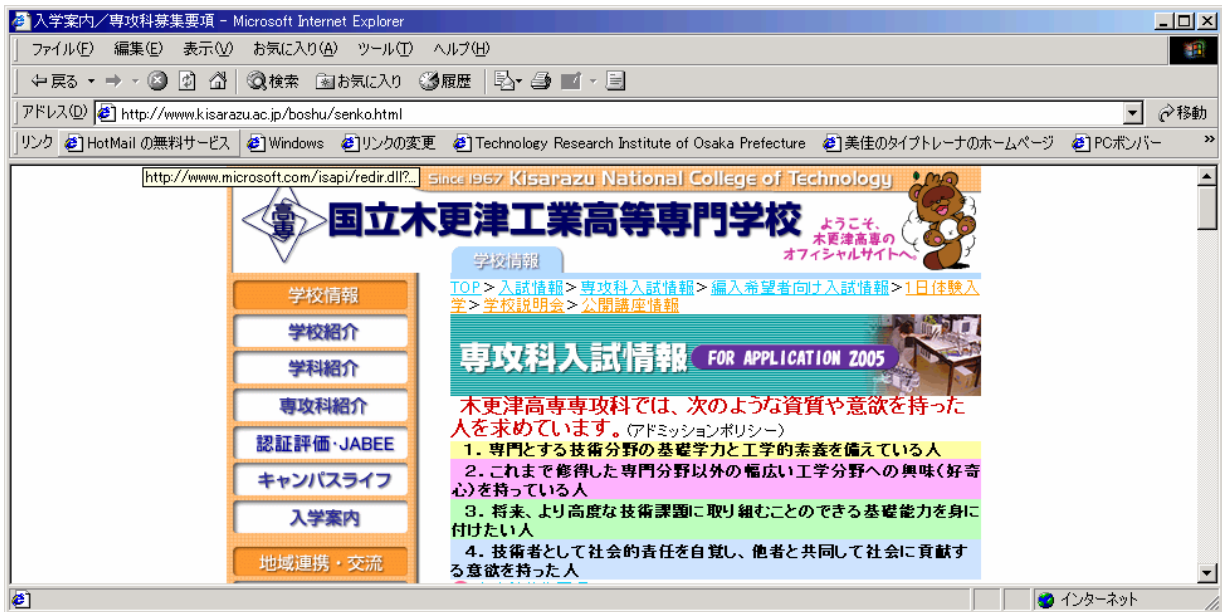 入学案内／専攻科募集要項 - Microsoft Internet Explorer
ファイル(F) 編集(E) 表示(V) お気に入り(A) ツール(T) ヘルプ(H)
戻る 検索 お気に入り 履歴
アドレス(D) http://www.kisarazu.ac.jp/boshu/senko.html 移動
リンク HotMail の無料サービス Windows リンクの変更 Technology Research Institute of Osaka Prefecture 美佳のタイプトレーナのホームページ PCボンバー »
http://www.microsoft.com/isapi/redir.dll?...
Since 1967 Kisarazu National College of Technology
高専
国立木更津工業高等専門学校
ようこそ、
木更津高専の
オフィシャルサイトへ。
学校情報
学校情報
学校紹介
学科紹介
専攻科紹介
認証評価・JABEE
キャンパスライフ
入学案内
地域連携・交流
TOP > 入試情報> 専攻科入試情報> 編入希望者向け入試情報>1日体験入
学> 学校説明会> 公開講座情報
専攻科入試情報 FOR APPLICATION 2005
木更津高専専攻科では、次のような資質や意欲を持った
人を求めています。(アドミッションポリシー)
1. 専門とする技術分野の基礎学力と工学的素養を備えている人
2. これまで修得した専門分野以外の幅広い工学分野への興味(好奇
心)を持っている人
3. 将来、より高度な技術課題に取り組むことのできる基礎能力を身に
付けたい人
4. 技術者として社会的責任を自覚し、他者と共同して社会に貢献す
る意欲を持った人
インターネット